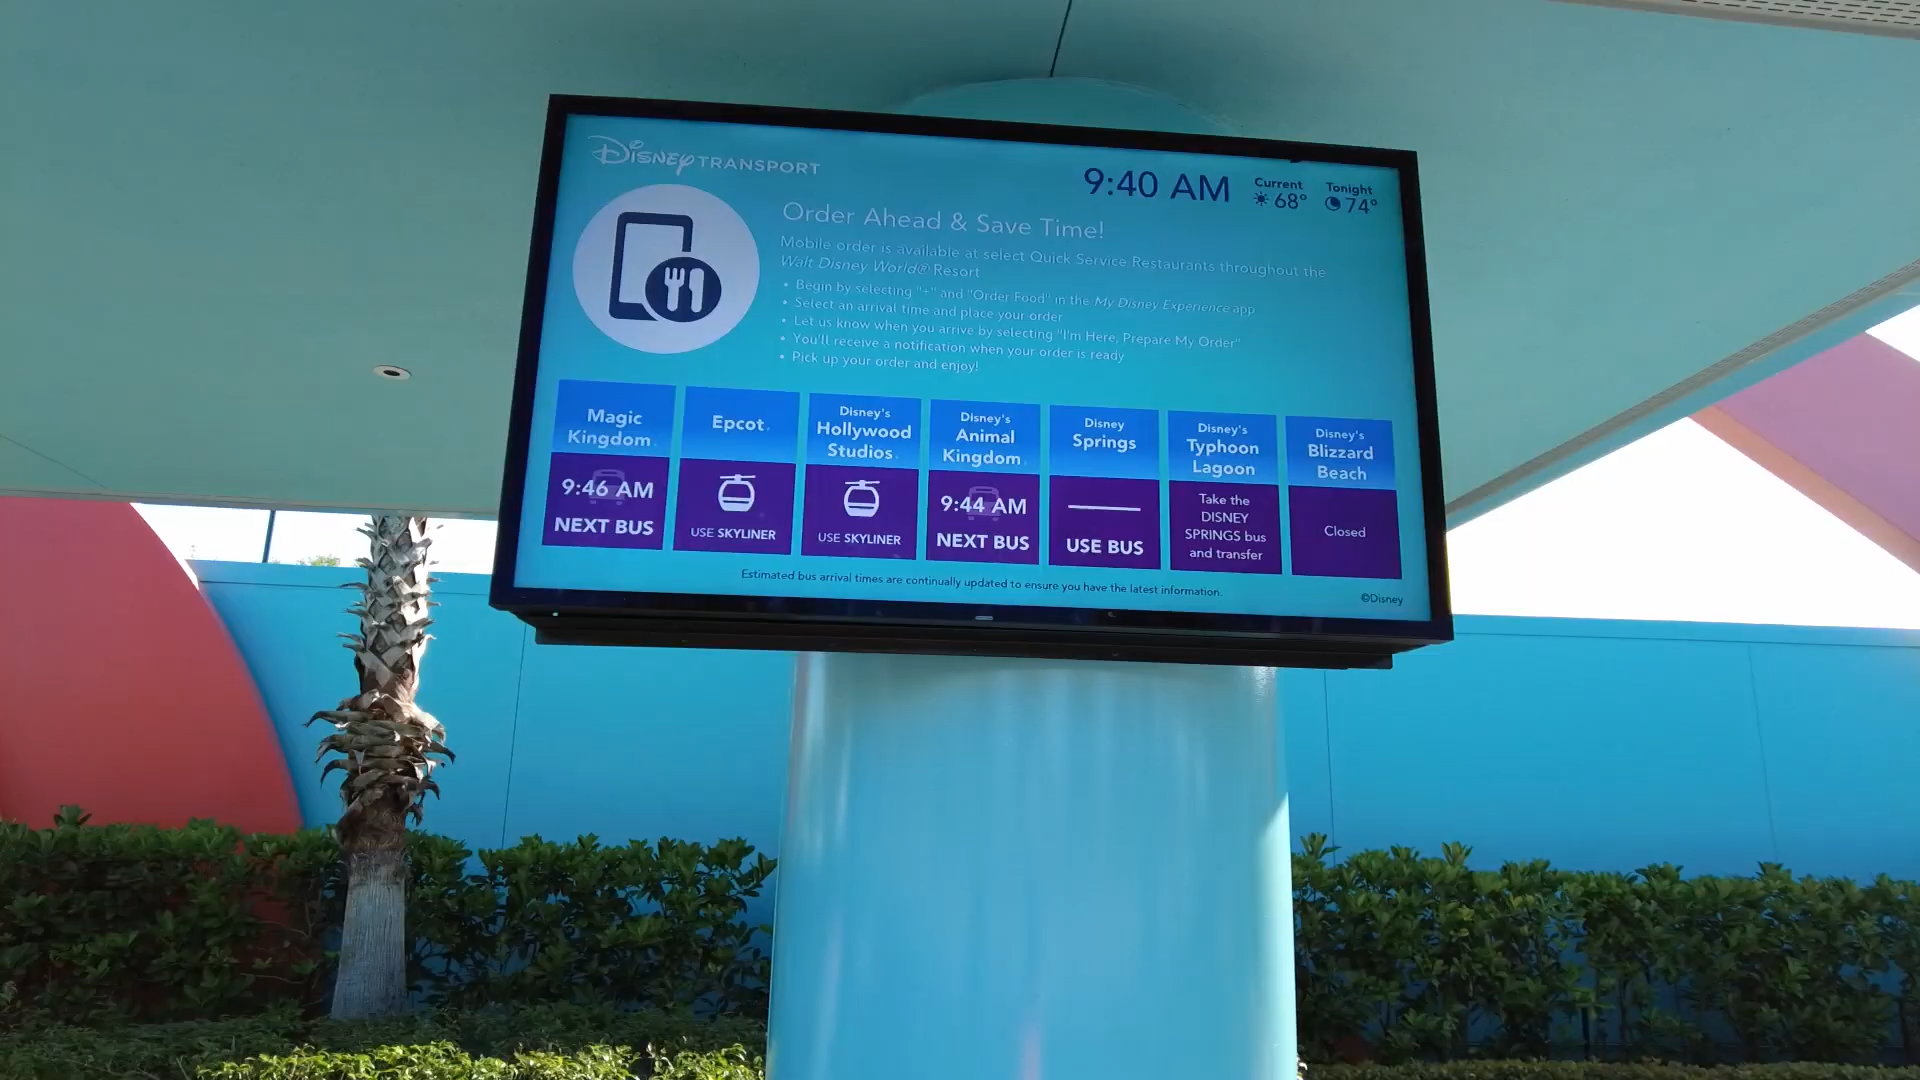 Disney TRANSPORT
9:40 AM
Current
68°
Tonight
74°
Order Ahead & Save Time!
Mobile order is available at select Quick Service Restaurants throughout the
Walt Disney World® Resort
• Begin by selecting "+" and "Order Food" in the My Disney Experience app
• Select an arrival time and place your order
• Let us know when you arrive by selecting "I'm Here, Prepare My Order"
• You'll receive a notification when your order is ready
• Pick up your order and enjoy!
Magic
Kingdom
9:46 AM
NEXT BUS
Epcot
USE SKYLINER
Disney's
Hollywood
Studios
USE SKYLINER
Disney's
Animal
Kingdom
9:44 AM
NEXT BUS
Disney
Springs
USE BUS
Disney's
Typhoon
Lagoon
Take the
DISNEY
SPRINGS bus
and transfer
Disney's
Blizzard
Beach
Closed
Estimated bus arrival times are continually updated to ensure you have the latest information.
©Disney